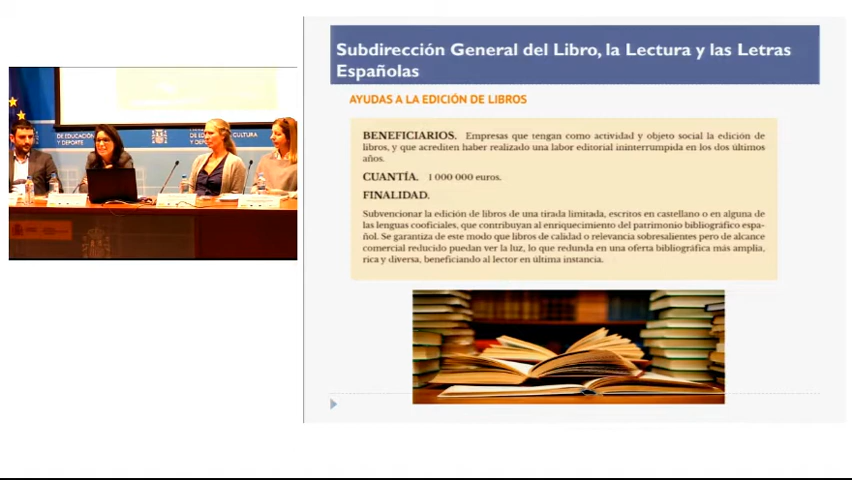 DE EDUCACIÓN
Y DEPORTE
CULTURA
Subdirección General del Libro, la Lectura y las Letras
Españolas
AYUDAS A LA EDICIÓN DE LIBROS
BENEFICIARIOS. Empresas que tengan como actividad y objeto social la edición de
libros, y que acrediten haber realizado una labor editorial ininterrumpida en los dos últimos
años.
CUANTÍA. 1 000 000 euros.
FINALIDAD.
Subvencionar la edición de libros de una tirada limitada, escritos en castellano o en alguna de
las lenguas cooficiales, que contribuyan al enriquecimiento del patrimonio bibliográfico espa-
ñol. Se garantiza de este modo que libros de calidad o relevancia sobresalientes pero de alcance
comercial reducido puedan ver la luz, lo que redunda en una oferta bibliográfica más amplia,
rica y diversa, beneficiando al lector en última instancia.